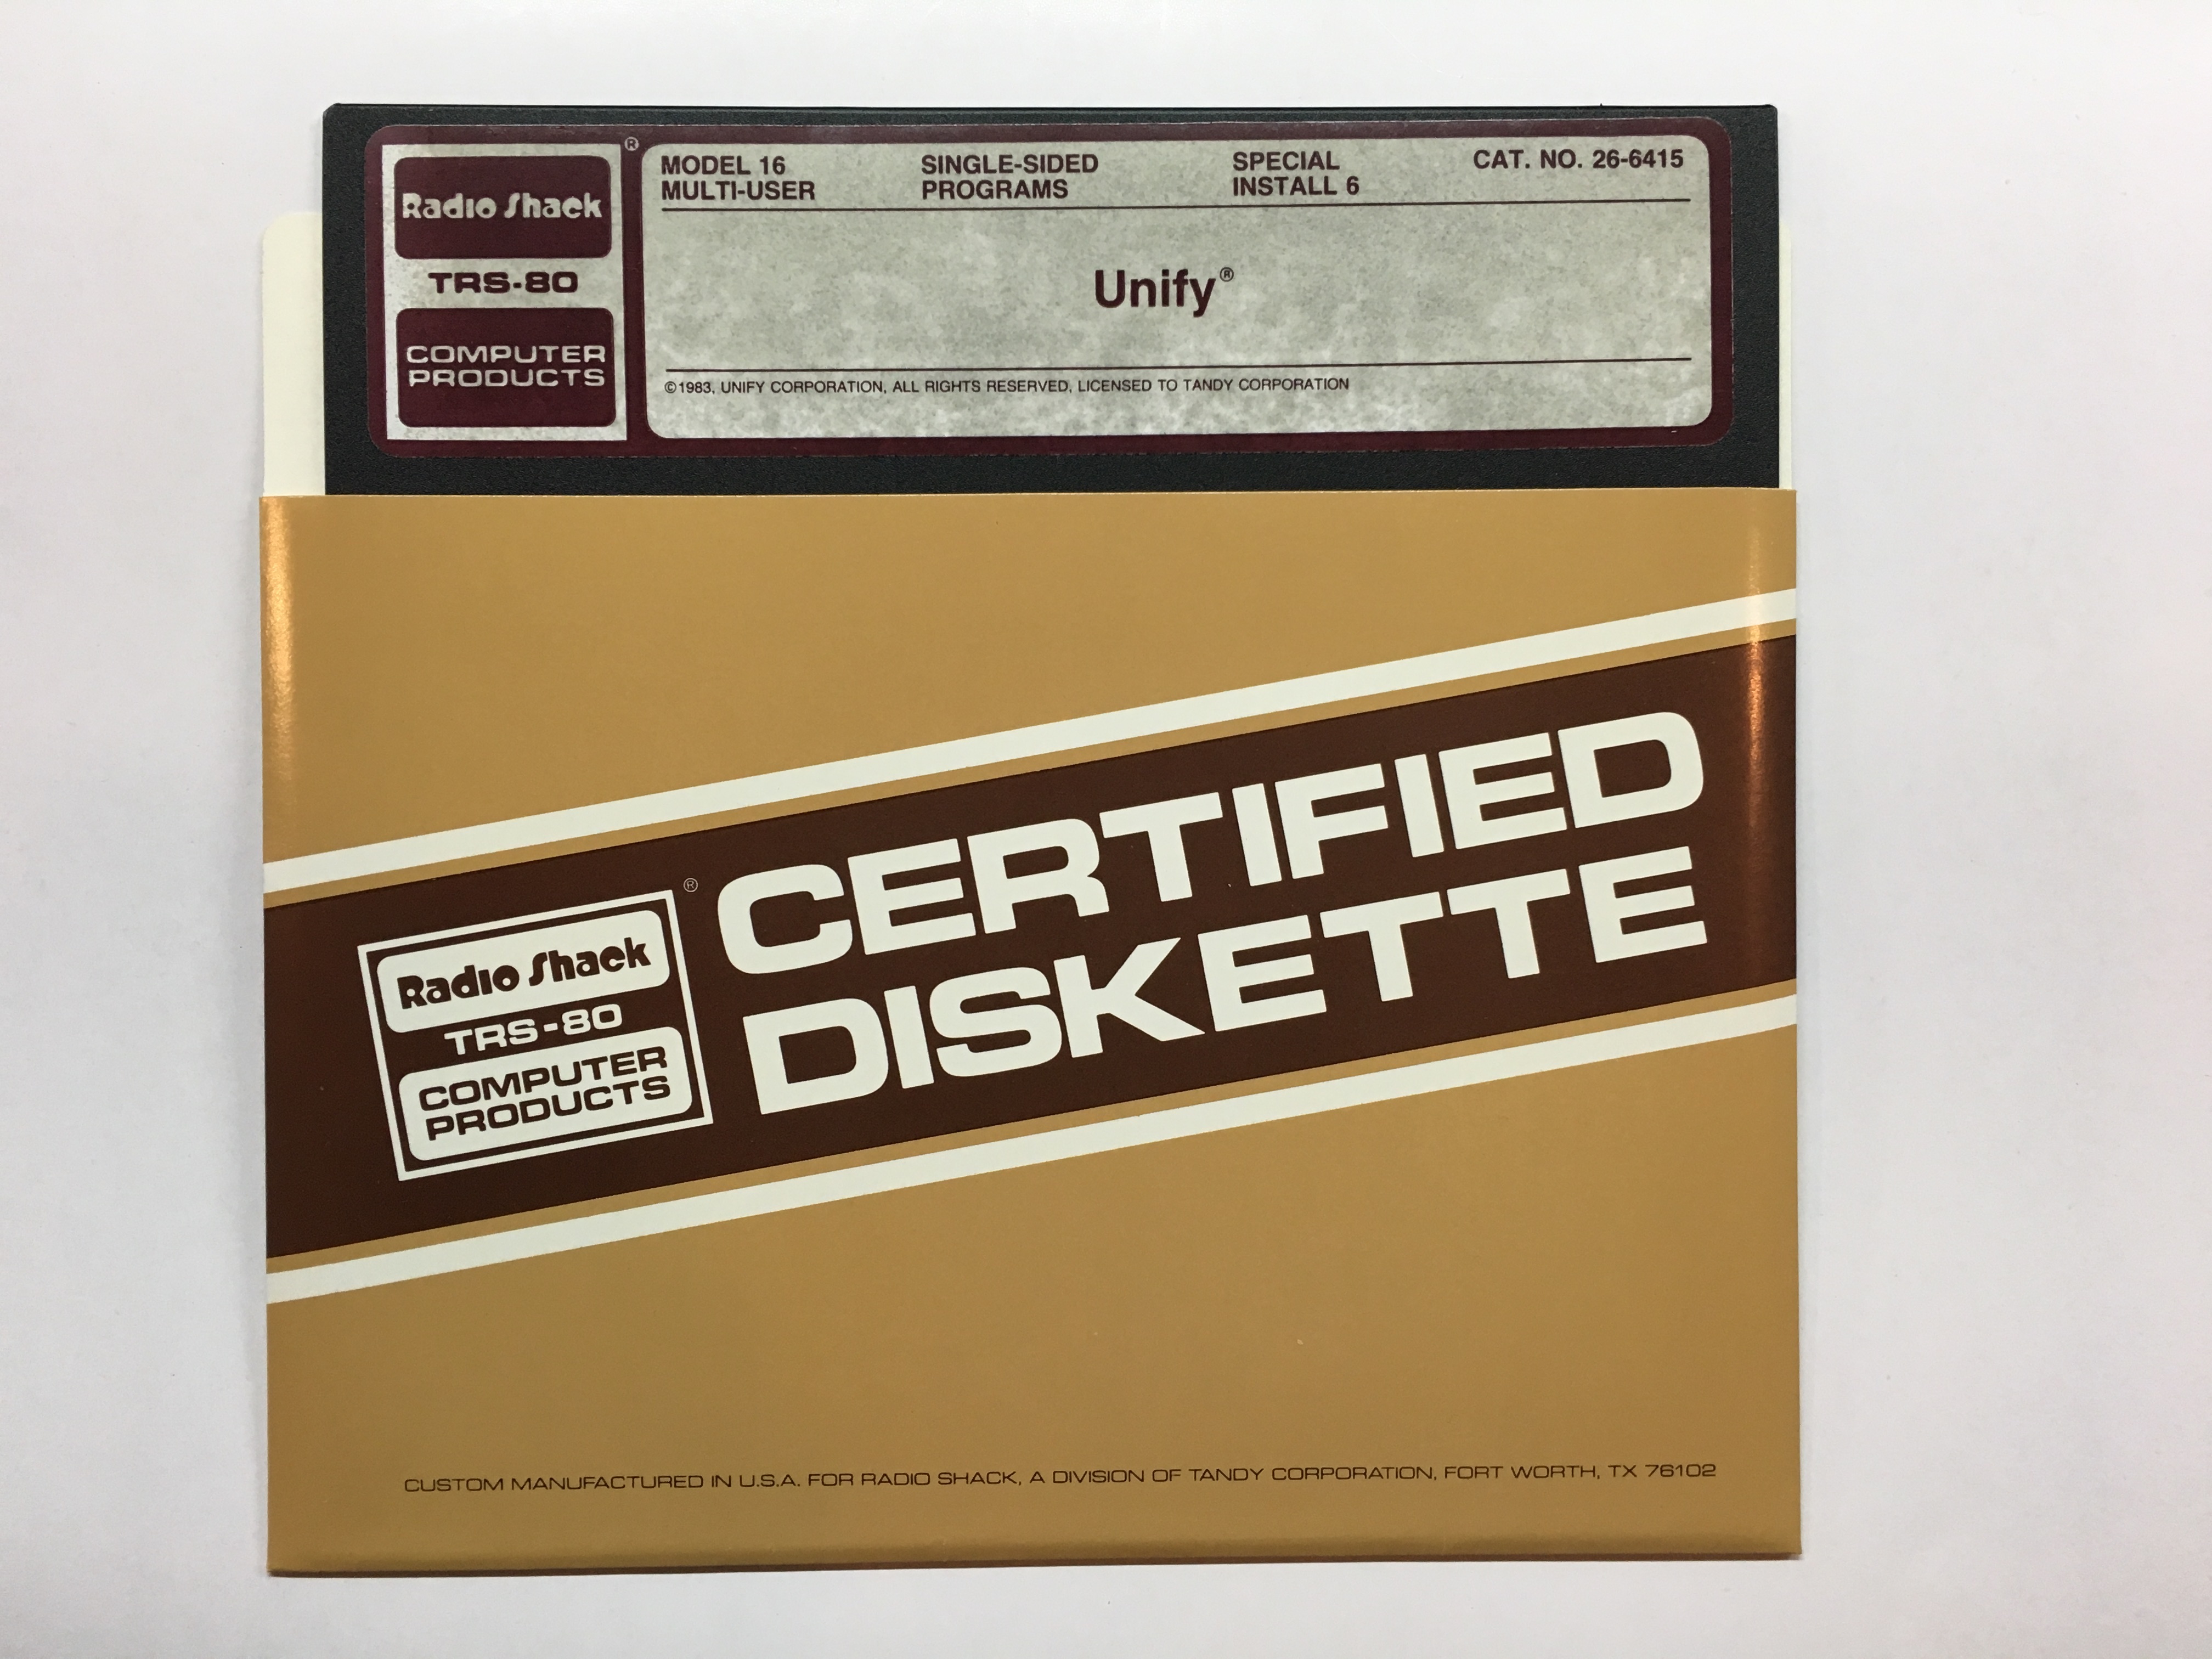 Radio Shack
TRS-80
COMPUTER
PRODUCTS
®
MODEL 16
MULTI-USER
SINGLE-SIDED
PROGRAMS
SPECIAL
INSTALL 6
CAT. NO. 26-6415
Unify®
©1983, UNIFY CORPORATION, ALL RIGHTS RESERVED, LICENSED TO TANDY CORPORATION
Radio Shack
TRS-80
COMPUTER
PRODUCTS
®
CERTIFIED
DISKETTE
CUSTOM MANUFACTURED IN U.S.A. FOR RADIO SHACK, A DIVISION OF TANDY CORPORATION, FORT WORTH, TX 76102